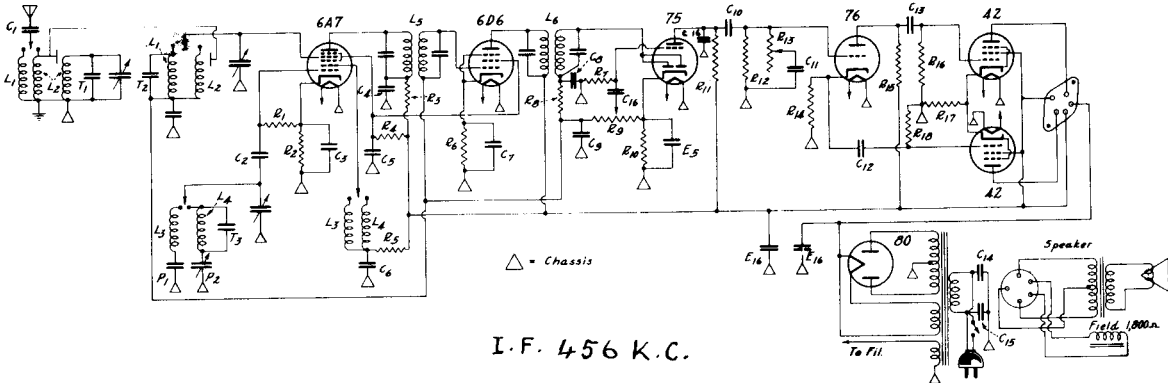 6A7
L5
6D6
L6
75
C10
76
C13
42
C1
L1
L2
T1
L1
L2
T2
C4
R3
C8
R7
R8
C16
C16
R11
R12
R13
C11
R14
R15
R16
R17
R18
C12
42
R1
R2
C2
C3
R4
C5
R6
C7
C9
R9
R10
E5
L3
L4
T3
P1
P2
L3
L4
R5
C6
△ = Chassis
E16
E16
80
C14
C15
To Fil.
Speaker
Field 1,800Ω
I.F. 456 K.C.